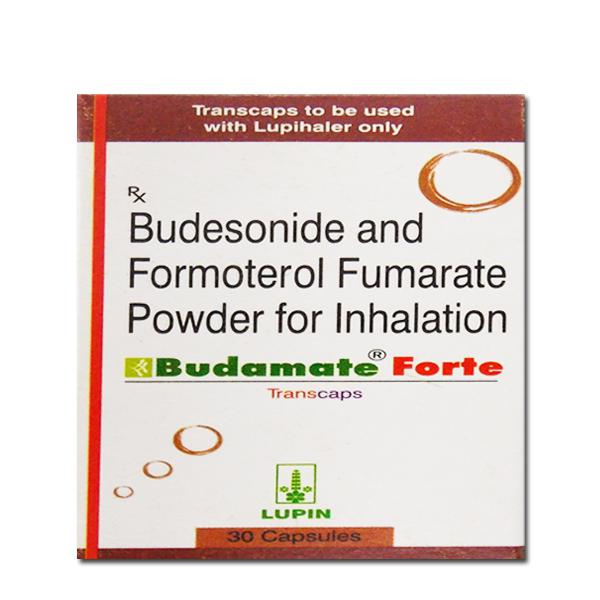 Transcaps to be used
with Lupihaler only
Rx
Budesonide and
Formoterol Fumarate
Powder for Inhalation
Budamate® Forte
Transcaps
LUPIN
30 Capsules